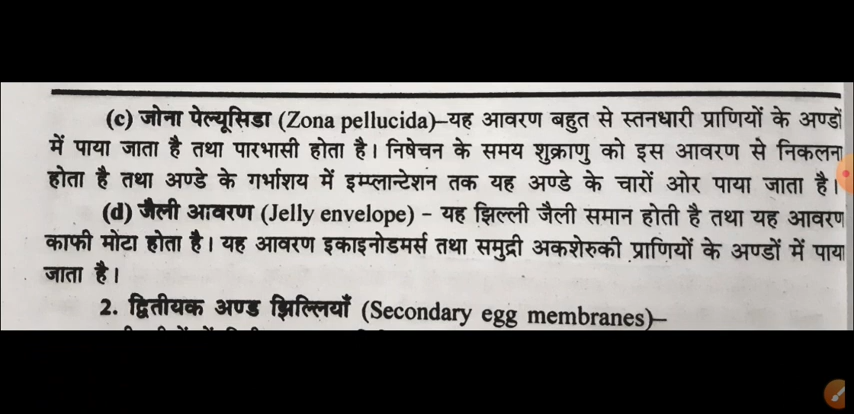 (c) जोना पेल्यूसिडा (Zona pellucida)–यह आवरण बहुत से स्तनधारी प्राणियों के अण्डों
में पाया जाता है तथा पारभासी होता है। निषेचन के समय शुक्राणु को इस आवरण से निकलना
होता है तथा अण्डे के गर्भाशय में इम्प्लान्टेशन तक यह अण्डे के चारों ओर पाया जाता है।
(d) जैली आवरण (Jelly envelope) – यह झिल्ली जैली समान होती है तथा यह आवरण
काफी मोटा होता है। यह आवरण इकाइनोडमर्स तथा समुद्री अकशेरुकी प्राणियों के अण्डों में पाया
जाता है।
2. द्वितीयक अण्ड झिल्लियाँ (Secondary egg membranes)–